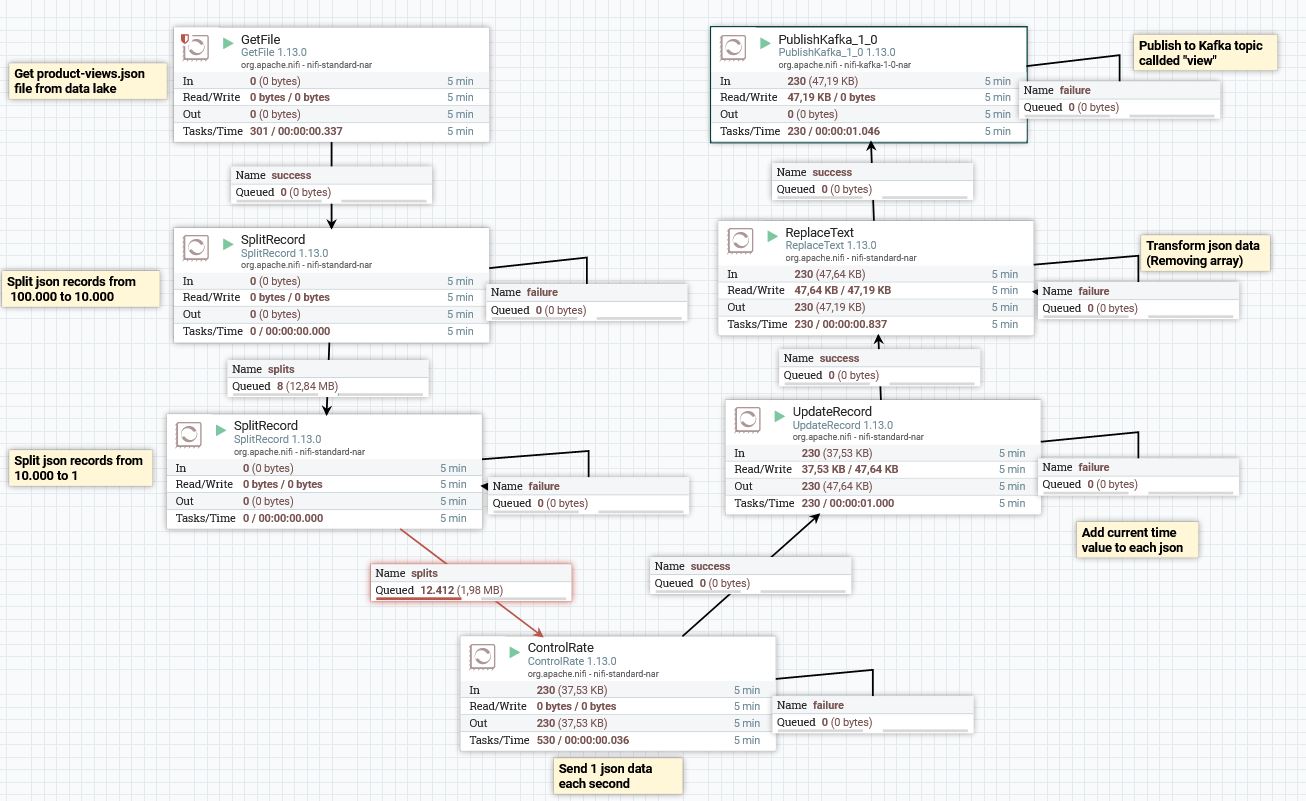 Get product-views.json
file from data lake
GetFile
GetFile 1.13.0
org.apache.nifi - nifi-standard-nar
In 0 (0 bytes) 5 min
Read/Write 0 bytes / 0 bytes 5 min
Out 0 (0 bytes) 5 min
Tasks/Time 301 / 00:00:00.337 5 min
Name success
Queued 0 (0 bytes)
Split json records from
100.000 to 10.000
SplitRecord
SplitRecord 1.13.0
org.apache.nifi - nifi-standard-nar
In 0 (0 bytes) 5 min
Read/Write 0 bytes / 0 bytes 5 min
Out 0 (0 bytes) 5 min
Tasks/Time 0 / 00:00:00.000 5 min
Name failure
Queued 0 (0 bytes)
Name splits
Queued 8 (12,84 MB)
Split json records from
10.000 to 1
SplitRecord
SplitRecord 1.13.0
org.apache.nifi - nifi-standard-nar
In 0 (0 bytes) 5 min
Read/Write 0 bytes / 0 bytes 5 min
Out 0 (0 bytes) 5 min
Tasks/Time 0 / 00:00:00.000 5 min
Name failure
Queued 0 (0 bytes)
Name splits
Queued 12.412 (1,98 MB)
ControlRate
ControlRate 1.13.0
org.apache.nifi - nifi-standard-nar
In 230 (37,53 KB) 5 min
Read/Write 0 bytes / 0 bytes 5 min
Out 230 (37,53 KB) 5 min
Tasks/Time 530 / 00:00:00.036 5 min
Name failure
Queued 0 (0 bytes)
Send 1 json data
each second
Name success
Queued 0 (0 bytes)
UpdateRecord
UpdateRecord 1.13.0
org.apache.nifi - nifi-standard-nar
In 230 (37,53 KB) 5 min
Read/Write 37,53 KB / 47,64 KB 5 min
Out 230 (47,64 KB) 5 min
Tasks/Time 230 / 00:00:01.000 5 min
Name failure
Queued 0 (0 bytes)
Add current time
value to each json
Name success
Queued 0 (0 bytes)
ReplaceText
ReplaceText 1.13.0
org.apache.nifi - nifi-standard-nar
In 230 (47,64 KB) 5 min
Read/Write 47,64 KB / 47,19 KB 5 min
Out 230 (47,19 KB) 5 min
Tasks/Time 230 / 00:00:00.837 5 min
Transform json data
(Removing array)
Name failure
Queued 0 (0 bytes)
Name success
Queued 0 (0 bytes)
PublishKafka_1_0
PublishKafka_1_0 1.13.0
org.apache.nifi - nifi-kafka-1-0-nar
In 230 (47,19 KB) 5 min
Read/Write 47,19 KB / 0 bytes 5 min
Out 0 (0 bytes) 5 min
Tasks/Time 230 / 00:00:01.046 5 min
Publish to Kafka topic
callded "view"
Name failure
Queued 0 (0 bytes)